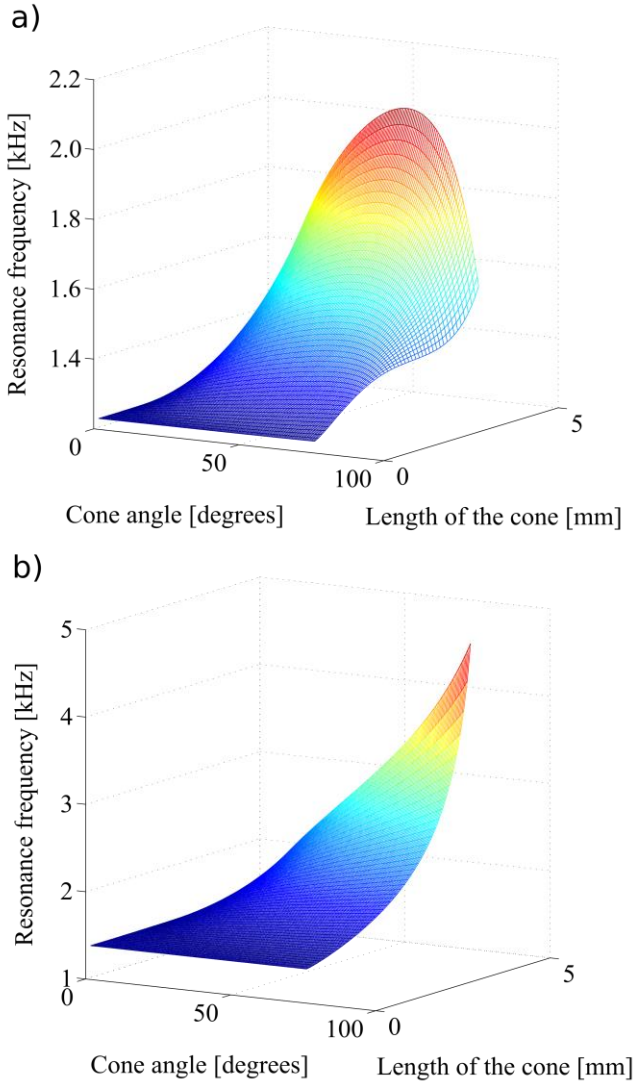 a)
2.2
2.0
1.8
1.6
1.4
Resonance frequency [kHz]
0
50
100
0
5
Cone angle [degrees]
Length of the cone [mm]
b)
5
4
3
2
1
Resonance frequency [kHz]
0
50
100
0
5
Cone angle [degrees]
Length of the cone [mm]